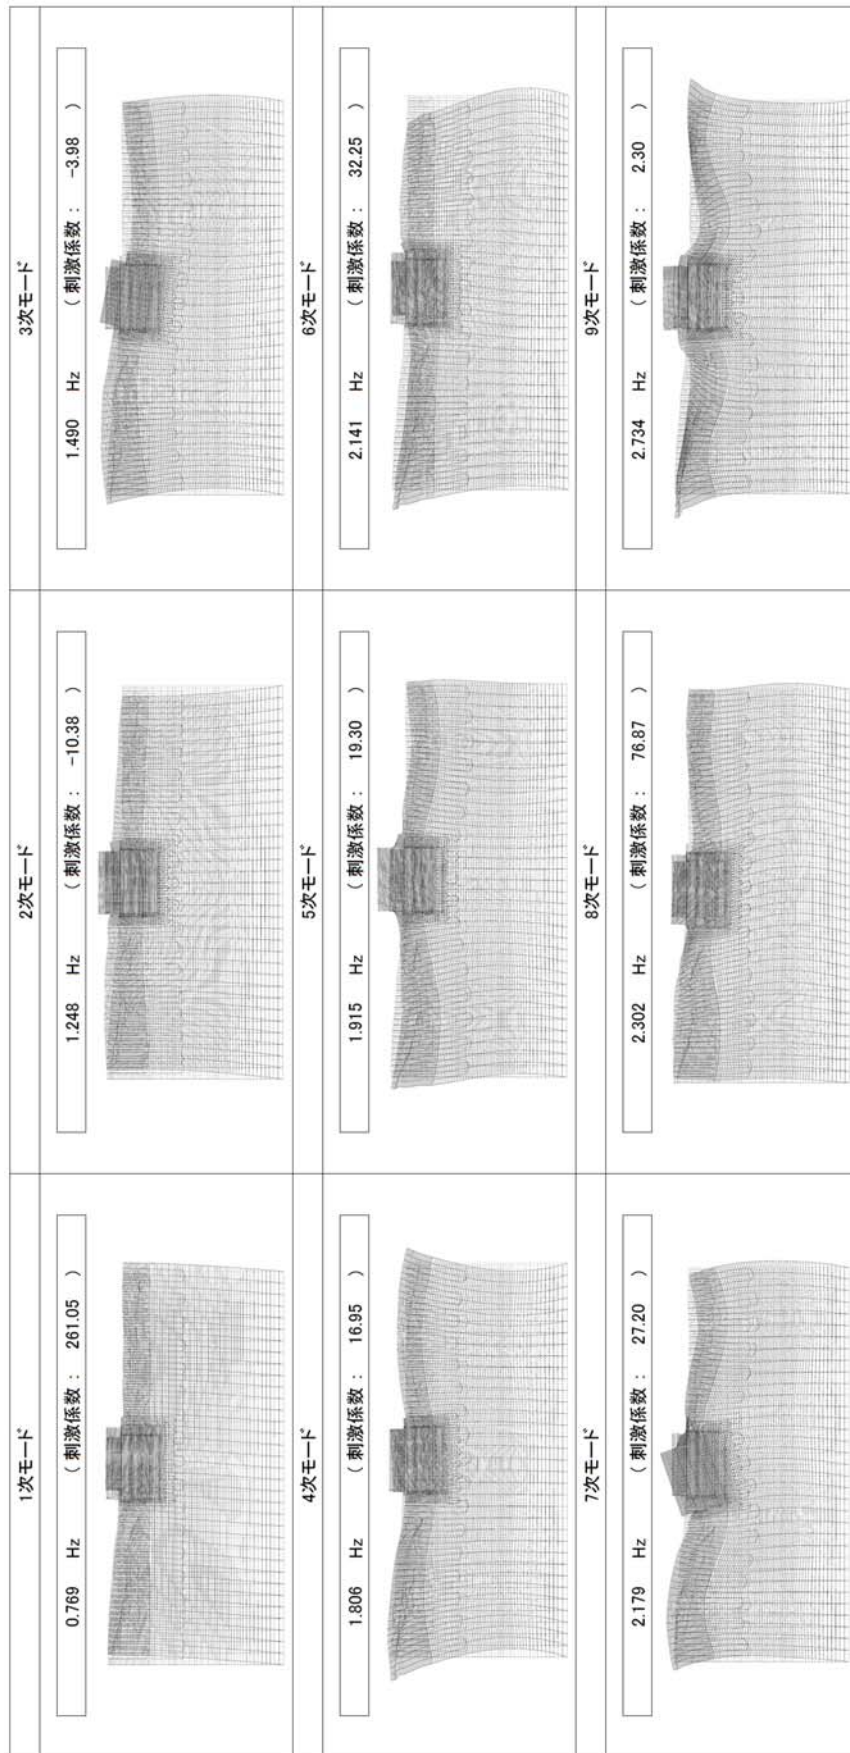 1次モード
0.769 Hz ( 刺激係数 : 261.05 )
2次モード
1.248 Hz ( 刺激係数 : -10.38 )
3次モード
1.490 Hz ( 刺激係数 : -3.98 )
4次モード
1.806 Hz ( 刺激係数 : 16.95 )
5次モード
1.915 Hz ( 刺激係数 : 19.30 )
6次モード
2.141 Hz ( 刺激係数 : 32.25 )
7次モード
2.179 Hz ( 刺激係数 : 27.20 )
8次モード
2.302 Hz ( 刺激係数 : 76.87 )
9次モード
2.734 Hz ( 刺激係数 : 2.30 )